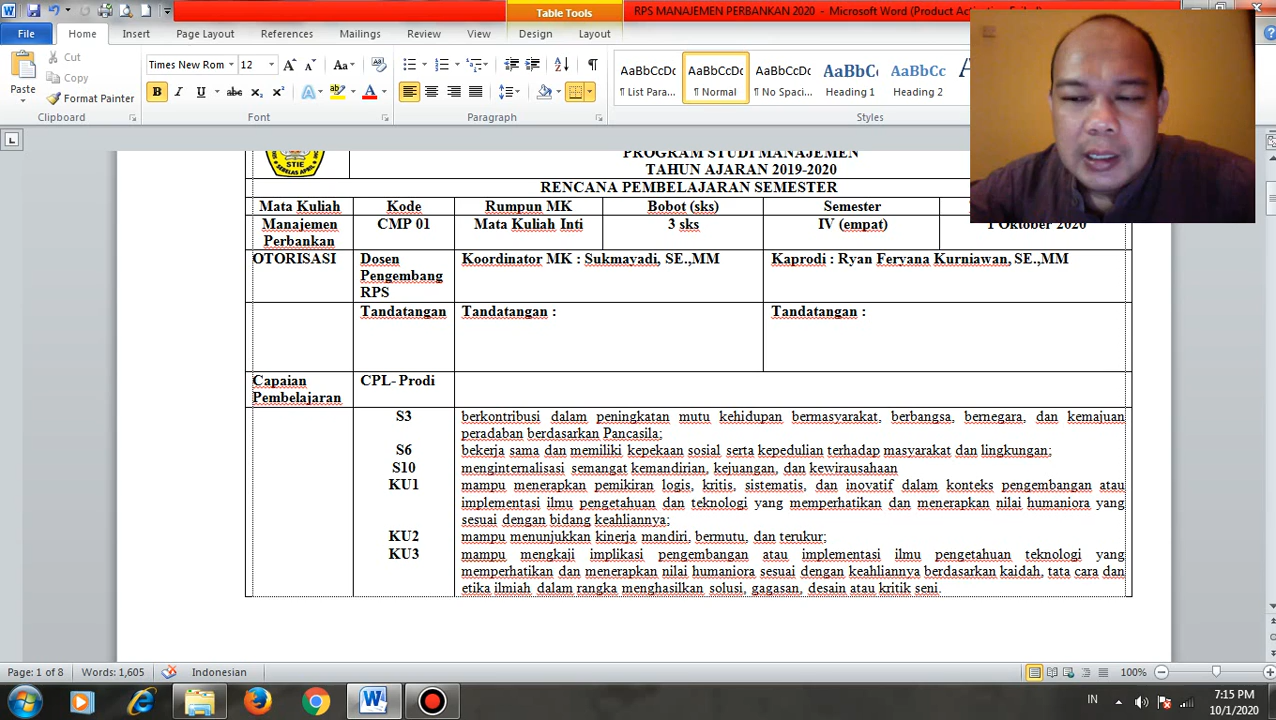 Table Tools
RPS MANAJEMEN PERBANKAN 2020 - Microsoft Word (Product
File Home Insert Page Layout References Mailings Review View Design Layout
Paste
Cut
Copy
Format Painter
Clipboard
Times New Rom 12
Font
Paragraph
AaBbCcDc AaBbCcDc AaBbCcDc AaBbC AaBbCc
¶ List Para... ¶ Normal ¶ No Spaci... Heading 1 Heading 2
Styles
STIE
PROGRAM STUDI MANAJEMEN
TAHUN AJARAN 2019-2020
RENCANA PEMBELAJARAN SEMESTER
Mata Kuliah Kode Rumpun MK Bobot (sks) Semester
Manajemen Perbankan CMP 01 Mata Kuliah Inti 3 sks IV (empat) 1 Oktober 2020
OTORISASI Dosen Pengembang RPS Koordinator MK : Sukmayadi, SE.,MM Kaprodi : Ryan Feryana Kurniawan, SE.,MM
Tandatangan Tandatangan : Tandatangan :
Capaian Pembelajaran CPL- Prodi
S3 berkontribusi dalam peningkatan mutu kehidupan bermasyarakat, berbangsa, bernegara, dan kemajuan
peradaban berdasarkan Pancasila;
S6 bekerja sama dan memiliki kepekaan sosial serta kepedulian terhadap masyarakat dan lingkungan;
S10 menginternalisasi semangat kemandirian, kejuangan, dan kewirausahaan
KU1 mampu menerapkan pemikiran logis, kritis, sistematis, dan inovatif dalam konteks pengembangan atau
implementasi ilmu pengetahuan dan teknologi yang memperhatikan dan menerapkan nilai humaniora yang
sesuai dengan bidang keahliannya;
KU2 mampu menunjukkan kinerja mandiri, bermutu, dan terukur;
KU3 mampu mengkaji implikasi pengembangan atau implementasi ilmu pengetahuan teknologi yang
memperhatikan dan menerapkan nilai humaniora sesuai dengan keahliannya berdasarkan kaidah, tata cara dan
etika ilmiah dalam rangka menghasilkan solusi, gagasan, desain atau kritik seni.
Page: 1 of 8 Words: 1,605 Indonesian 100%
IN 7:15 PM
10/1/2020